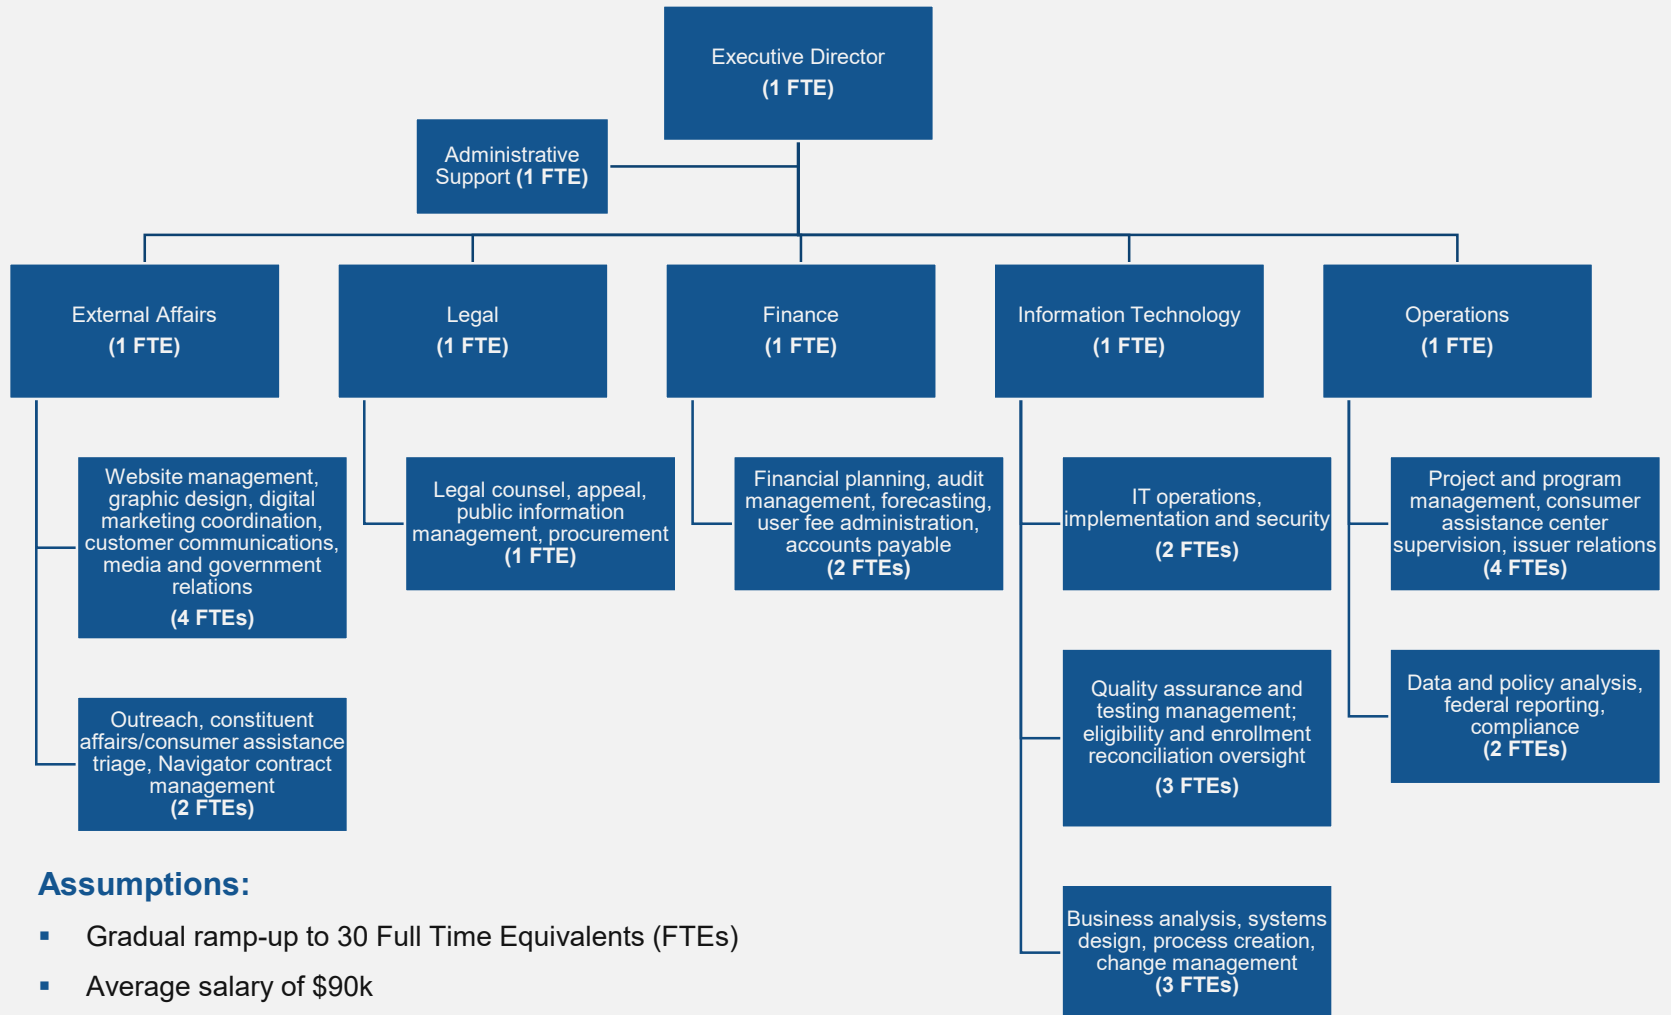 Executive Director
(1 FTE)
Administrative
Support (1 FTE)
External Affairs
(1 FTE)
Legal
(1 FTE)
Finance
(1 FTE)
Information Technology
(1 FTE)
Operations
(1 FTE)
Website management,
graphic design, digital
marketing coordination,
customer communications,
media and government
relations
(4 FTEs)
Legal counsel, appeal,
public information
management, procurement
(1 FTE)
Financial planning, audit
management, forecasting,
user fee administration,
accounts payable
(2 FTEs)
IT operations,
implementation and security
(2 FTEs)
Project and program
management, consumer
assistance center
supervision, issuer relations
(4 FTEs)
Outreach, constituent
affairs/consumer assistance
triage, Navigator contract
management
(2 FTEs)
Quality assurance and
testing management;
eligibility and enrollment
reconciliation oversight
(3 FTEs)
Data and policy analysis,
federal reporting,
compliance
(2 FTEs)
Business analysis, systems
design, process creation,
change management
(3 FTEs)
Assumptions:
▪ Gradual ramp-up to 30 Full Time Equivalents (FTEs)
▪ Average salary of $90k